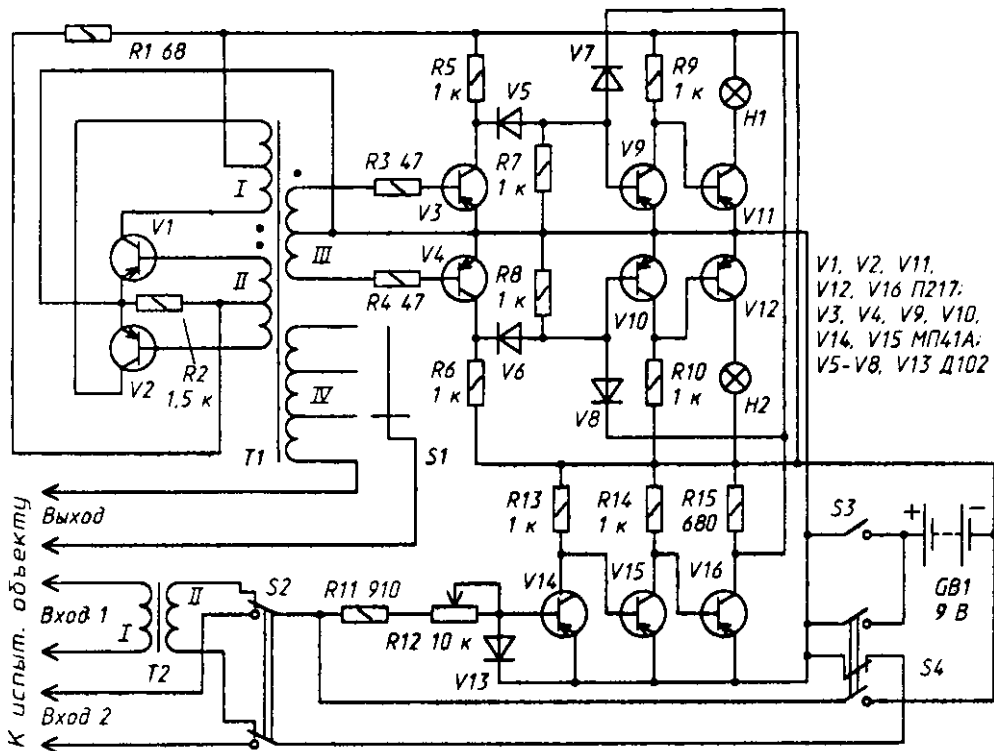 R1 68
V7
R9
1 к
R5
1 к
V5
H1
R3 47
R7
1 к
V9
I
V3
V11
V1
III
V4
R8
1 к
II
R4 47
V10
V12
R2
1,5 к
V2
IV
R6
1 к
V6
V8
R10
1 к
H2
T1
S1
V1, V2, V11,
V12, V16 П217;
V3, V4, V9, V10,
V14, V15 МП41А;
V5-V8, V13 Д102
К испыт. объекту
Выход
R13
1 к
R14
1 к
R15
680
S3
+
−
GB1
9 В
Вход 1
I
II
T2
S2
R11 910
R12 10 к
V14
V15
V16
V13
S4
Вход 2